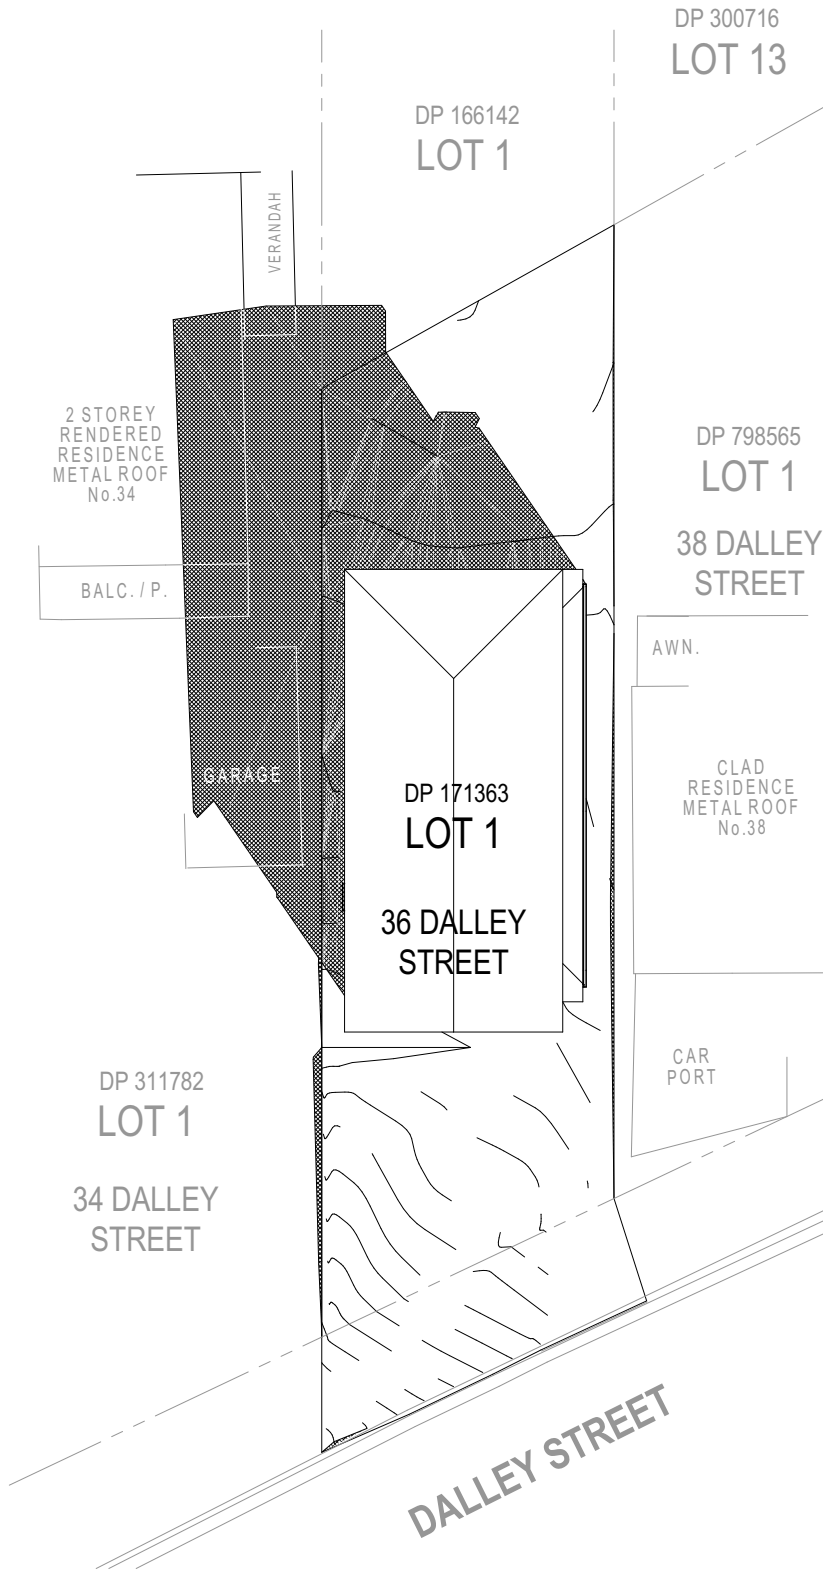 DP 300716
LOT 13
DP 166142
LOT 1
VERANDAH
2 STOREY
RENDERED
RESIDENCE
METAL ROOF
No.34
DP 798565
LOT 1
38 DALLEY
STREET
BALC. / P.
AWN.
GARAGE
CLAD
RESIDENCE
METAL ROOF
No.38
DP 171363
LOT 1
36 DALLEY
STREET
CAR
PORT
DP 311782
LOT 1
34 DALLEY
STREET
DALLEY STREET